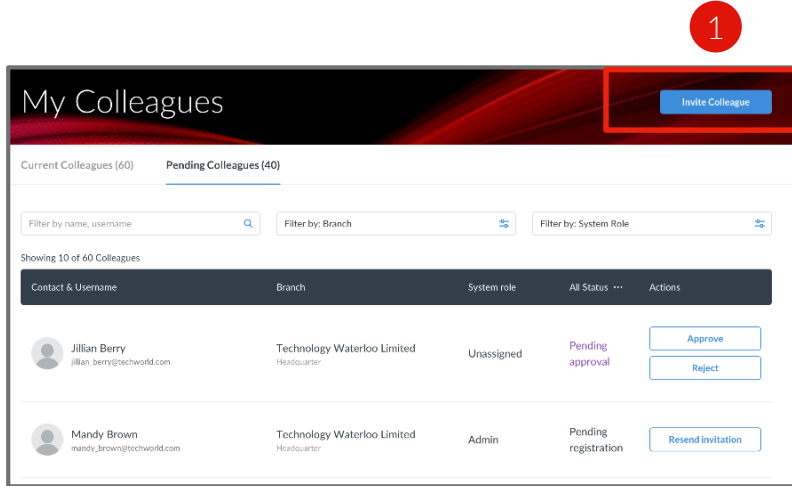 1
My Colleagues
Invite Colleague
Current Colleagues (60) Pending Colleagues (40)
Filter by name, username Filter by: Branch Filter by: System Role
Showing 10 of 60 Colleagues
Contact & Username Branch System role All Status ··· Actions
Jillian Berry
jillian_berry@techworld.com
Technology Waterloo Limited
Headquarter
Unassigned
Pending
approval
Approve
Reject
Mandy Brown
mandy_brown@techworld.com
Technology Waterloo Limited
Headquarter
Admin
Pending
registration
Resend invitation